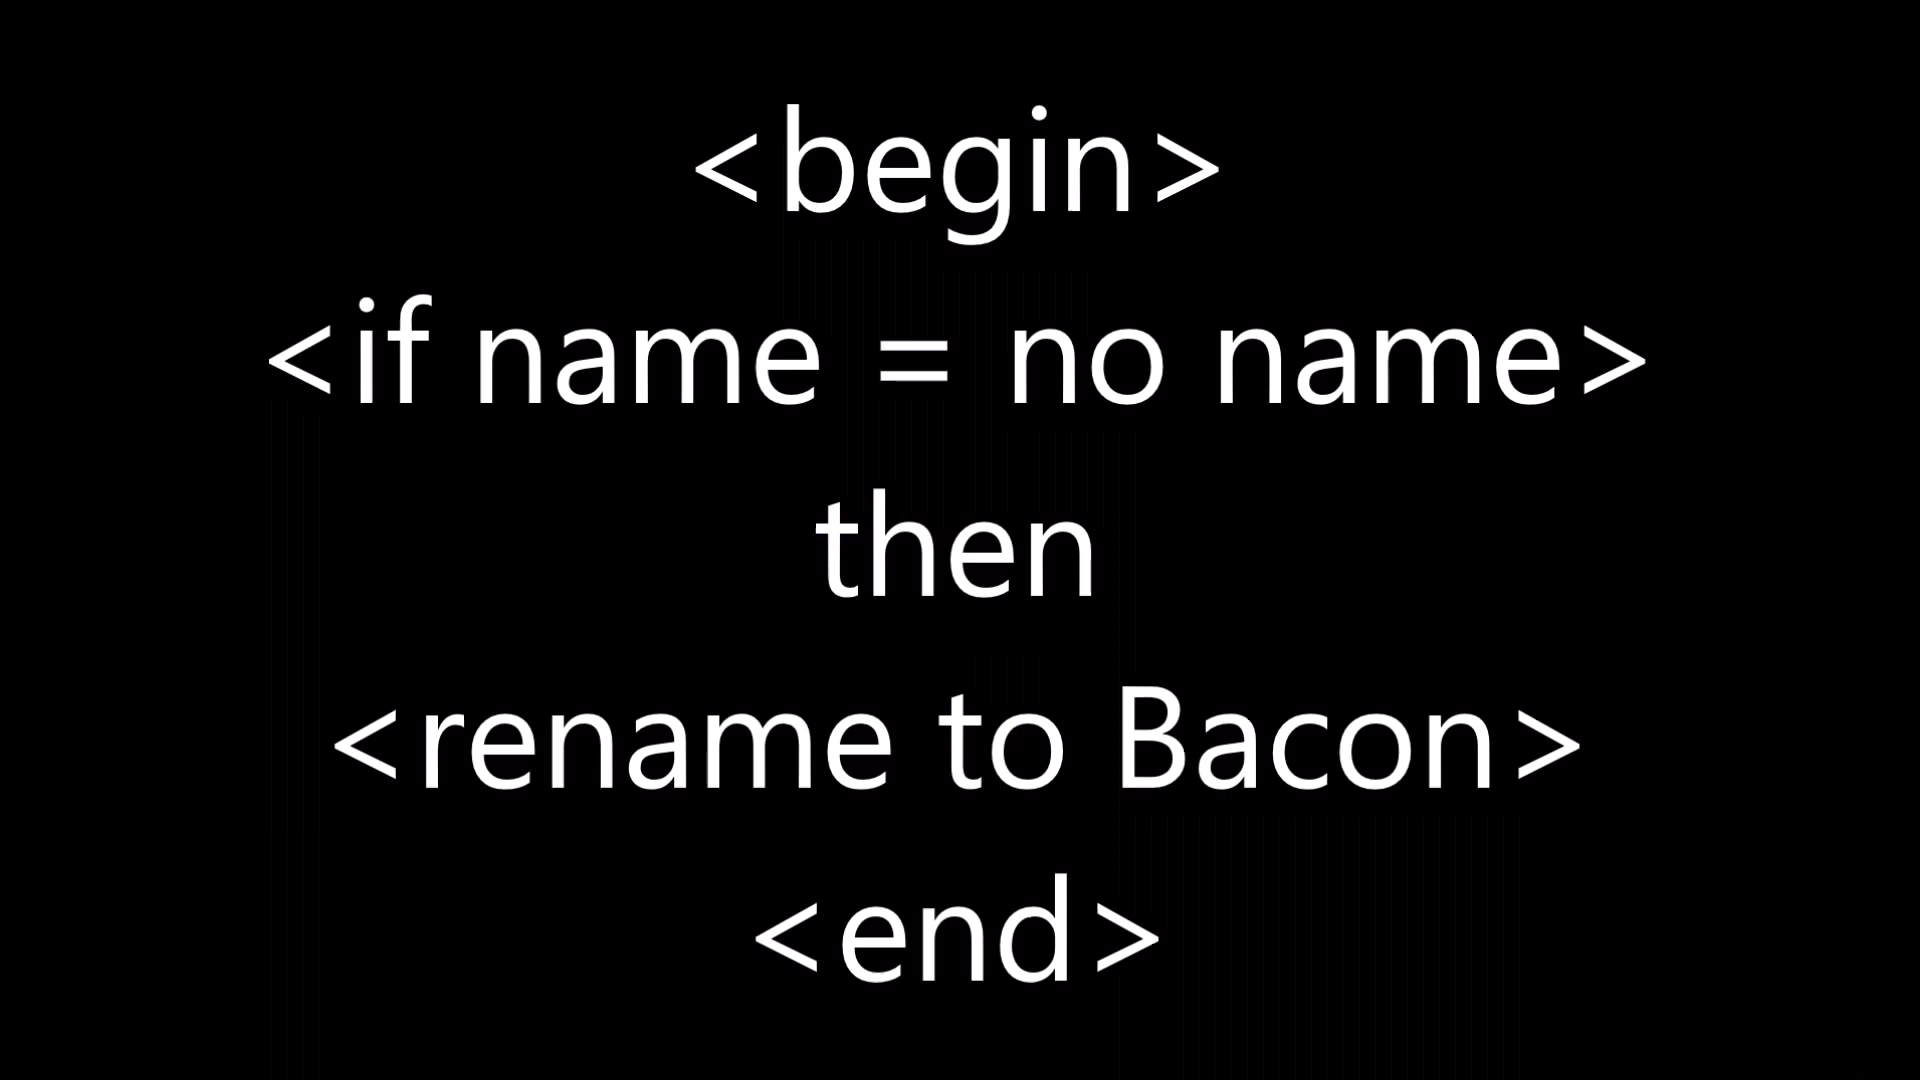 <begin>
<if name = no name>
then
<rename to Bacon>
<end>